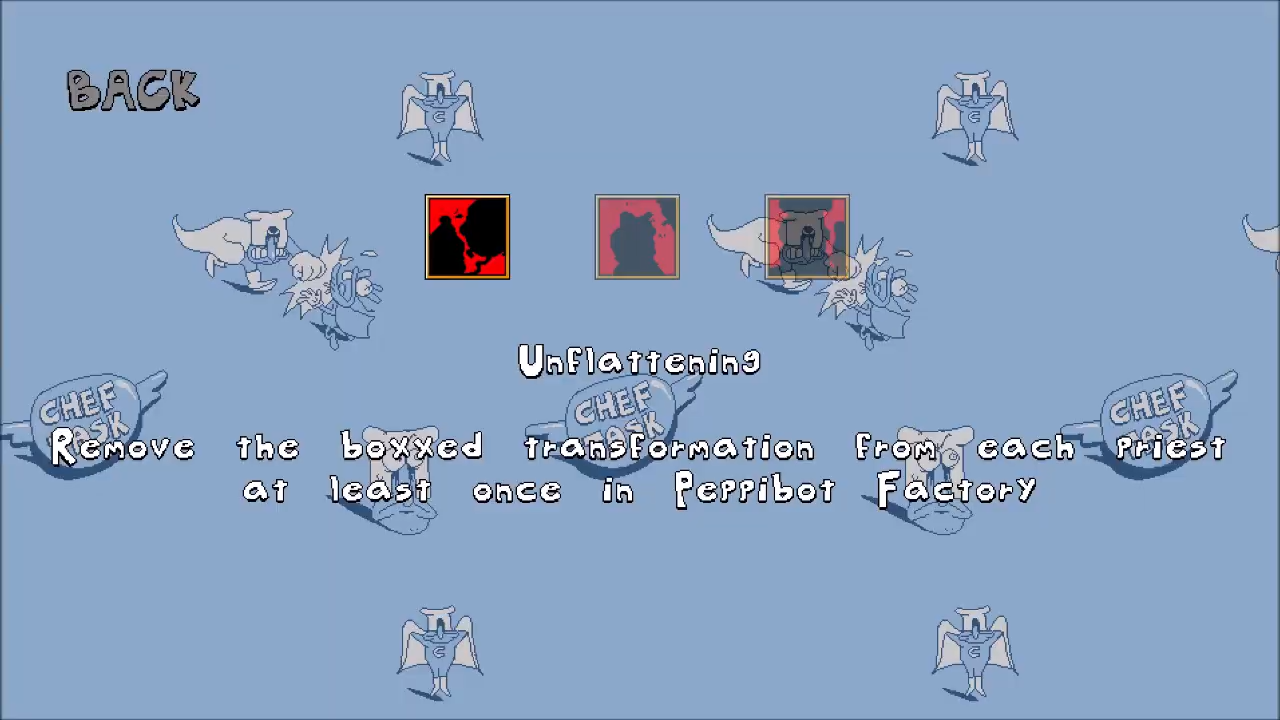 BACK
Unflattening
CHEF
TASK
CHEF
TASK
CHEF
TASK
Remove the boxxed transformation from each priest
at least once in Peppibot Factory